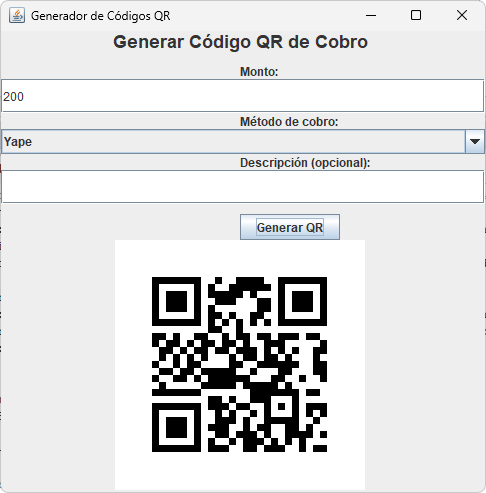 Generador de Códigos QR
Generar Código QR de Cobro
Monto:
200
Método de cobro:
Yape
Descripción (opcional):
Generar QR